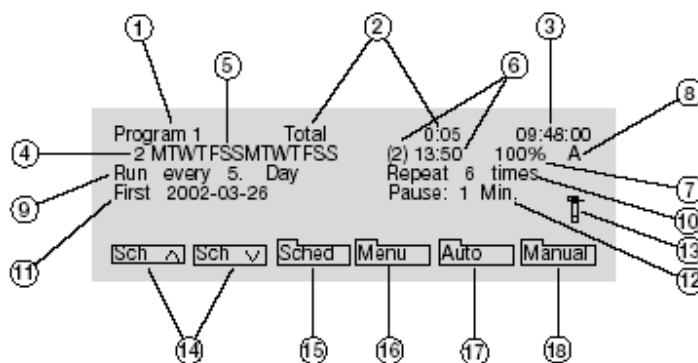 1 2 3
5 6
8
Program 1 Total 0:05 09:48:00
4 2 MTWTFSSMTWTFSS (2) 13:50 100% A
9 Run every 5. Day Repeat 6 times
7
First 2002-03-26 Pause: 1 Min.
10
11 13
12
Sch Sch Sched Menu Auto Manual
14 15 16 17 18